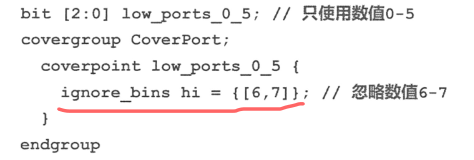 bit [2:0] low_ports_0_5; // 只使用数值0-5
covergroup CoverPort;
coverpoint low_ports_0_5 {
ignore_bins hi = {[6,7]}; // 忽略数值6-7
}
endgroup